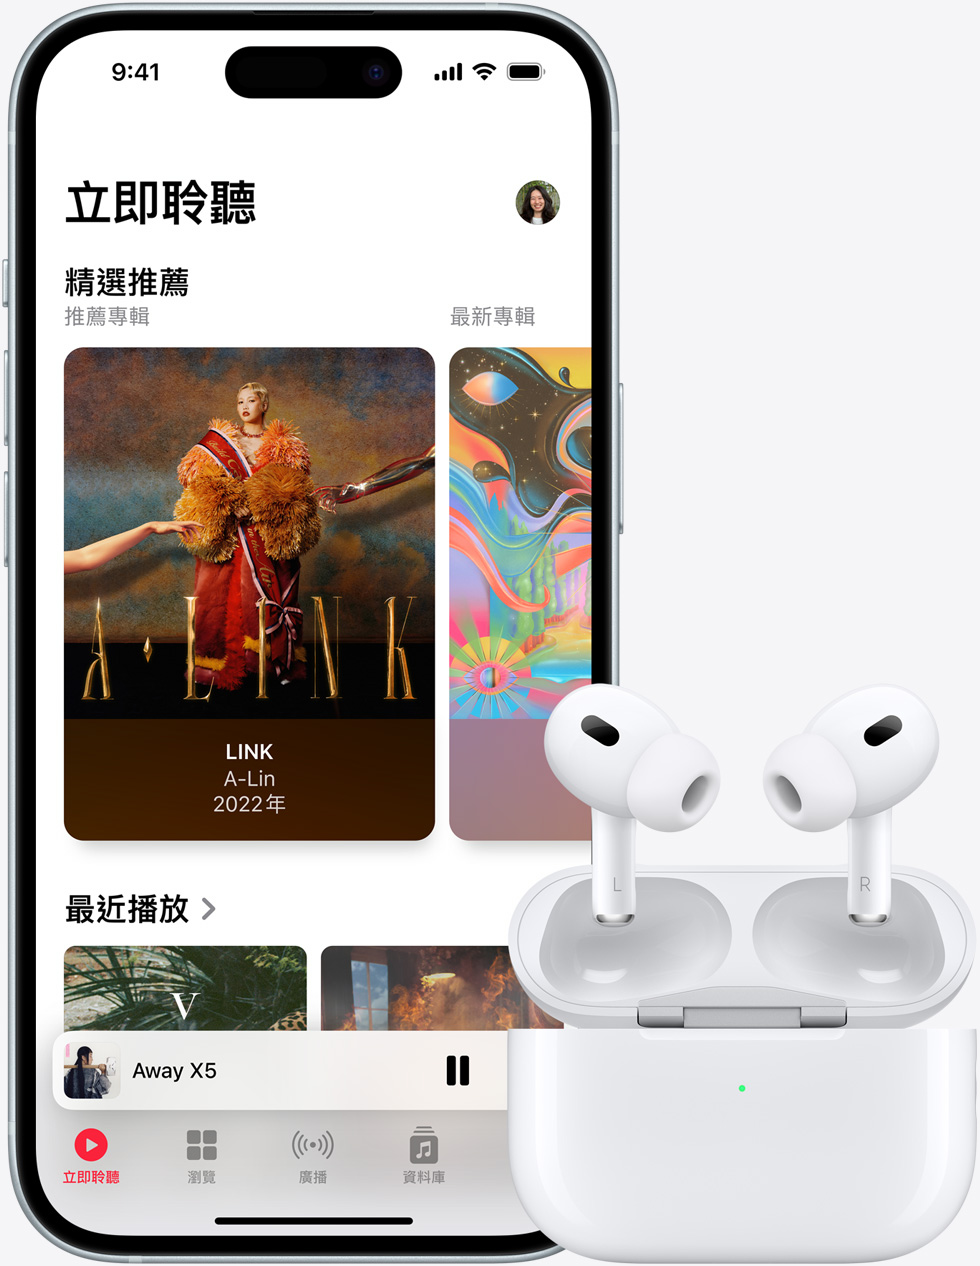 9:41
立即聆聽
精選推薦
推薦專輯
最新專輯
A LINK
LINK
A-Lin
2022年
最近播放
V
Away X5
立即聆聽
瀏覽
廣播
資料庫
L
R